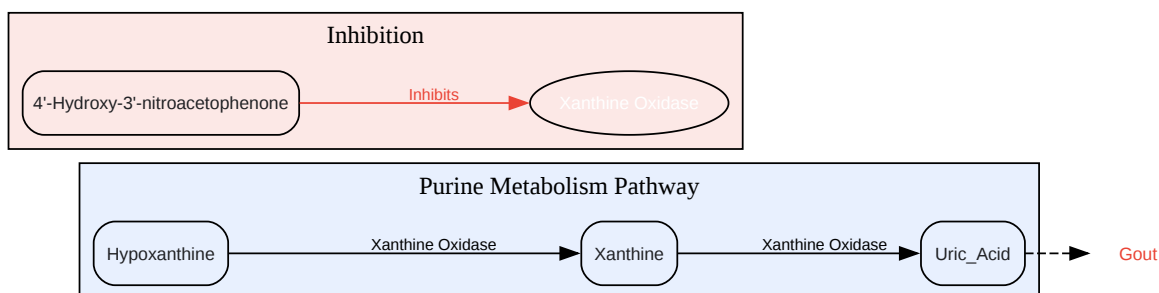 Inhibition
4'-Hydroxy-3'-nitroacetophenone
Inhibits
Xanthine Oxidase
Purine Metabolism Pathway
Hypoxanthine
Xanthine Oxidase
Xanthine
Xanthine Oxidase
Uric_Acid
Gout